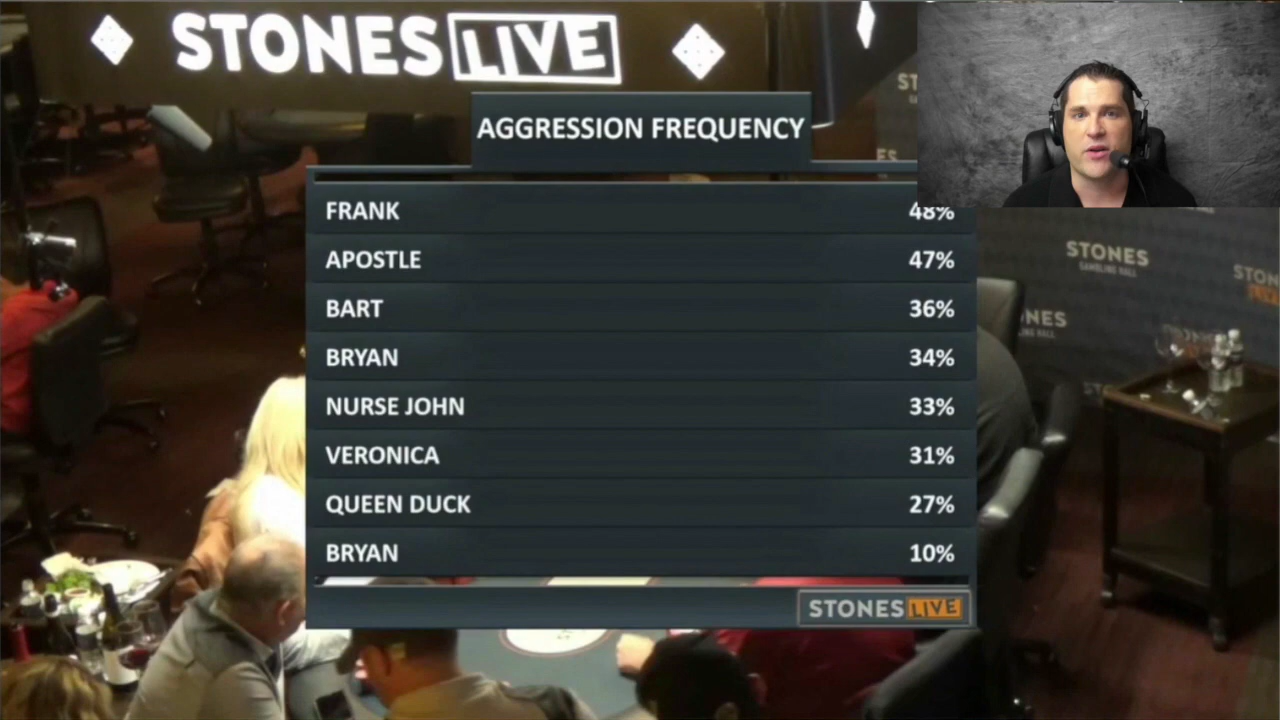 STONES LIVE
AGGRESSION FREQUENCY
FRANK 48%
APOSTLE 47%
BART 36%
BRYAN 34%
NURSE JOHN 33%
VERONICA 31%
QUEEN DUCK 27%
BRYAN 10%
STONES LIVE
STONES
GAMBLING HALL